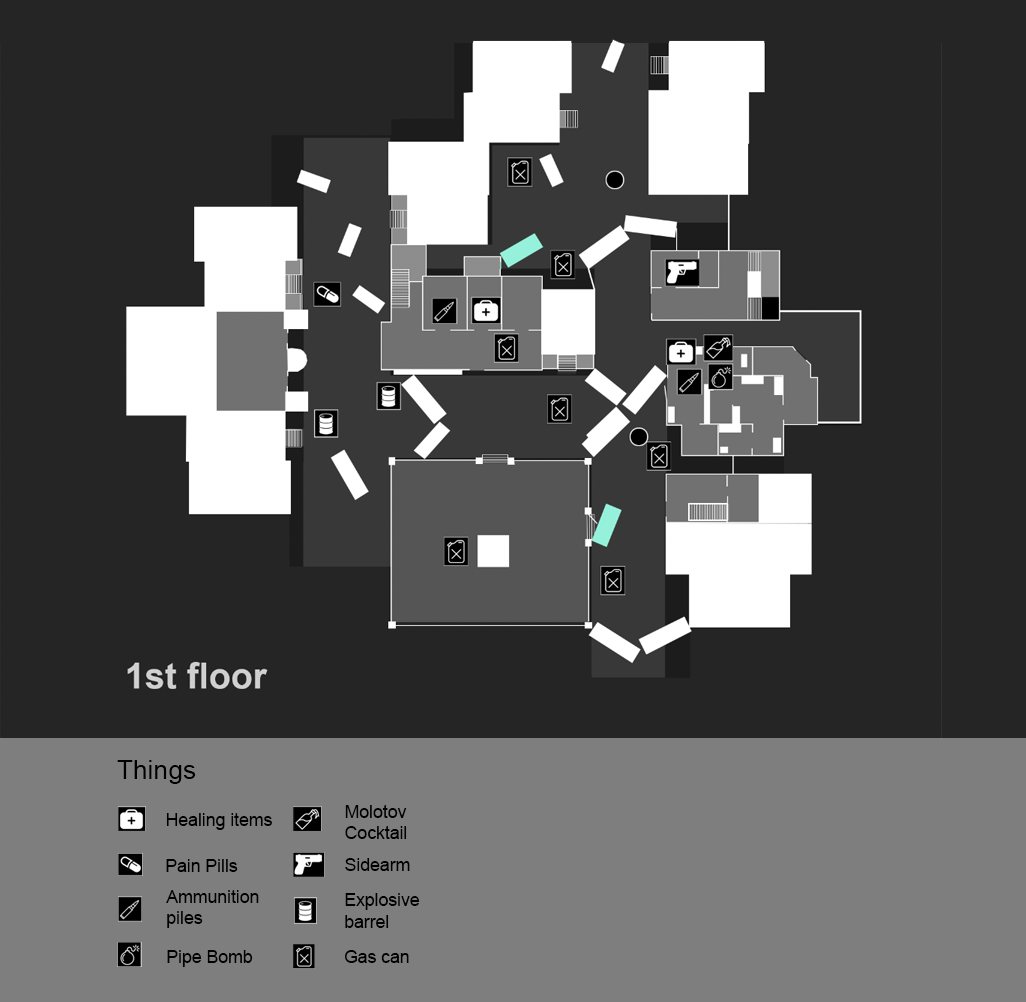 1st floor
Things
Healing items
Molotov
Cocktail
Pain Pills
Sidearm
Ammunition
piles
Explosive
barrel
Pipe Bomb
Gas can